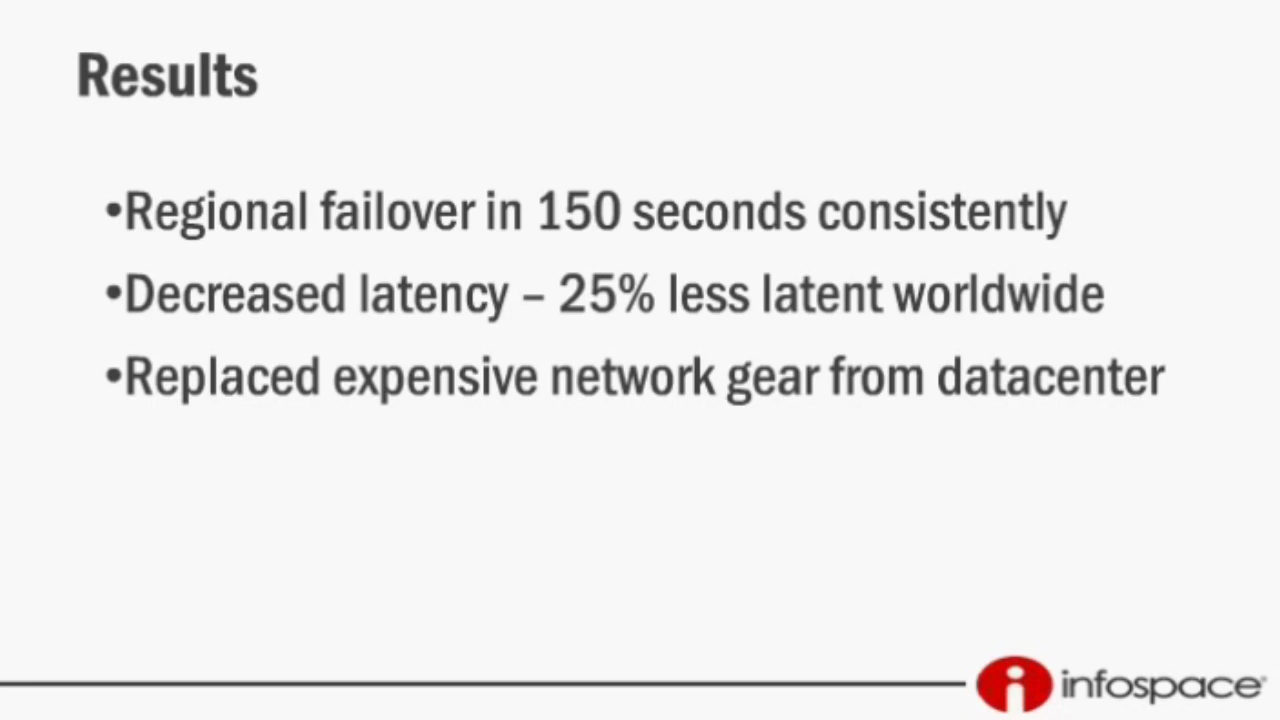 Results
•Regional failover in 150 seconds consistently
•Decreased latency – 25% less latent worldwide
•Replaced expensive network gear from datacenter
infospace